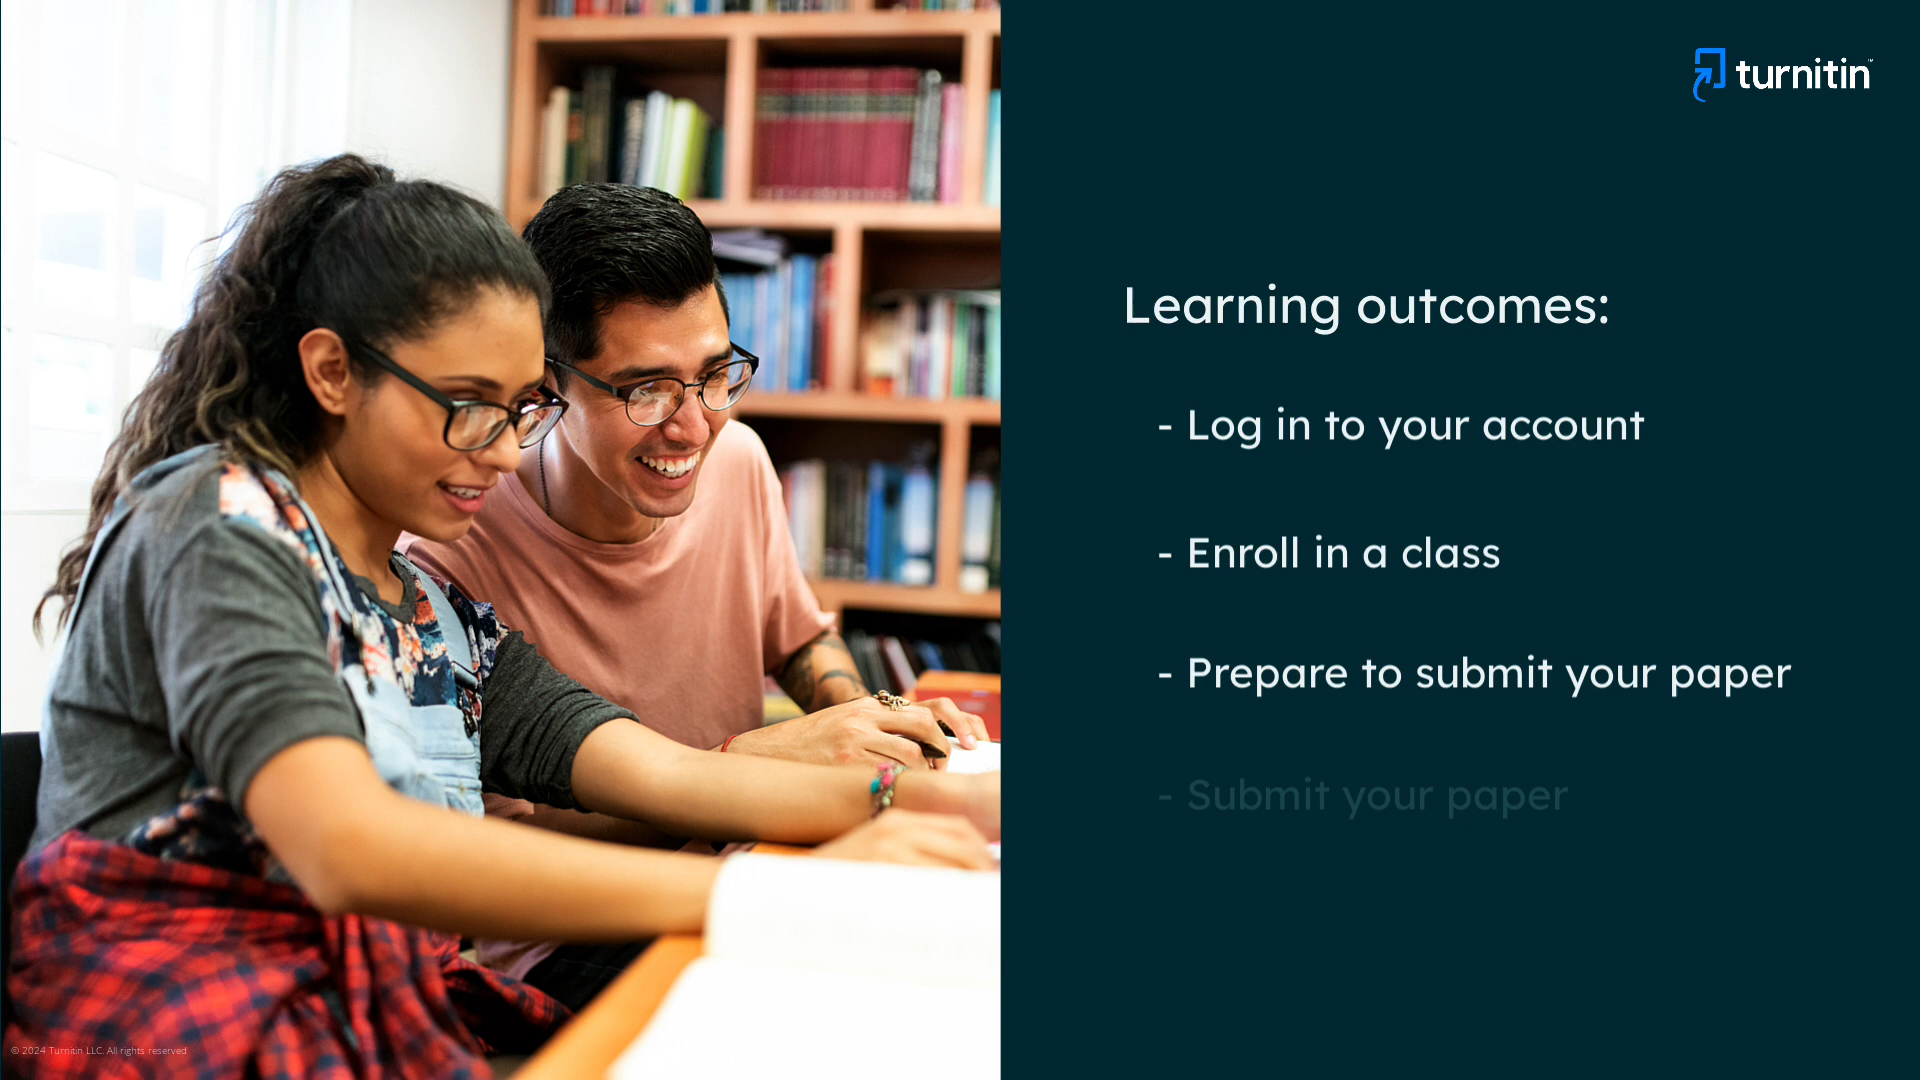 turnitin™
Learning outcomes:
- Log in to your account
- Enroll in a class
- Prepare to submit your paper
- Submit your paper
© 2024 Turnitin LLC. All rights reserved